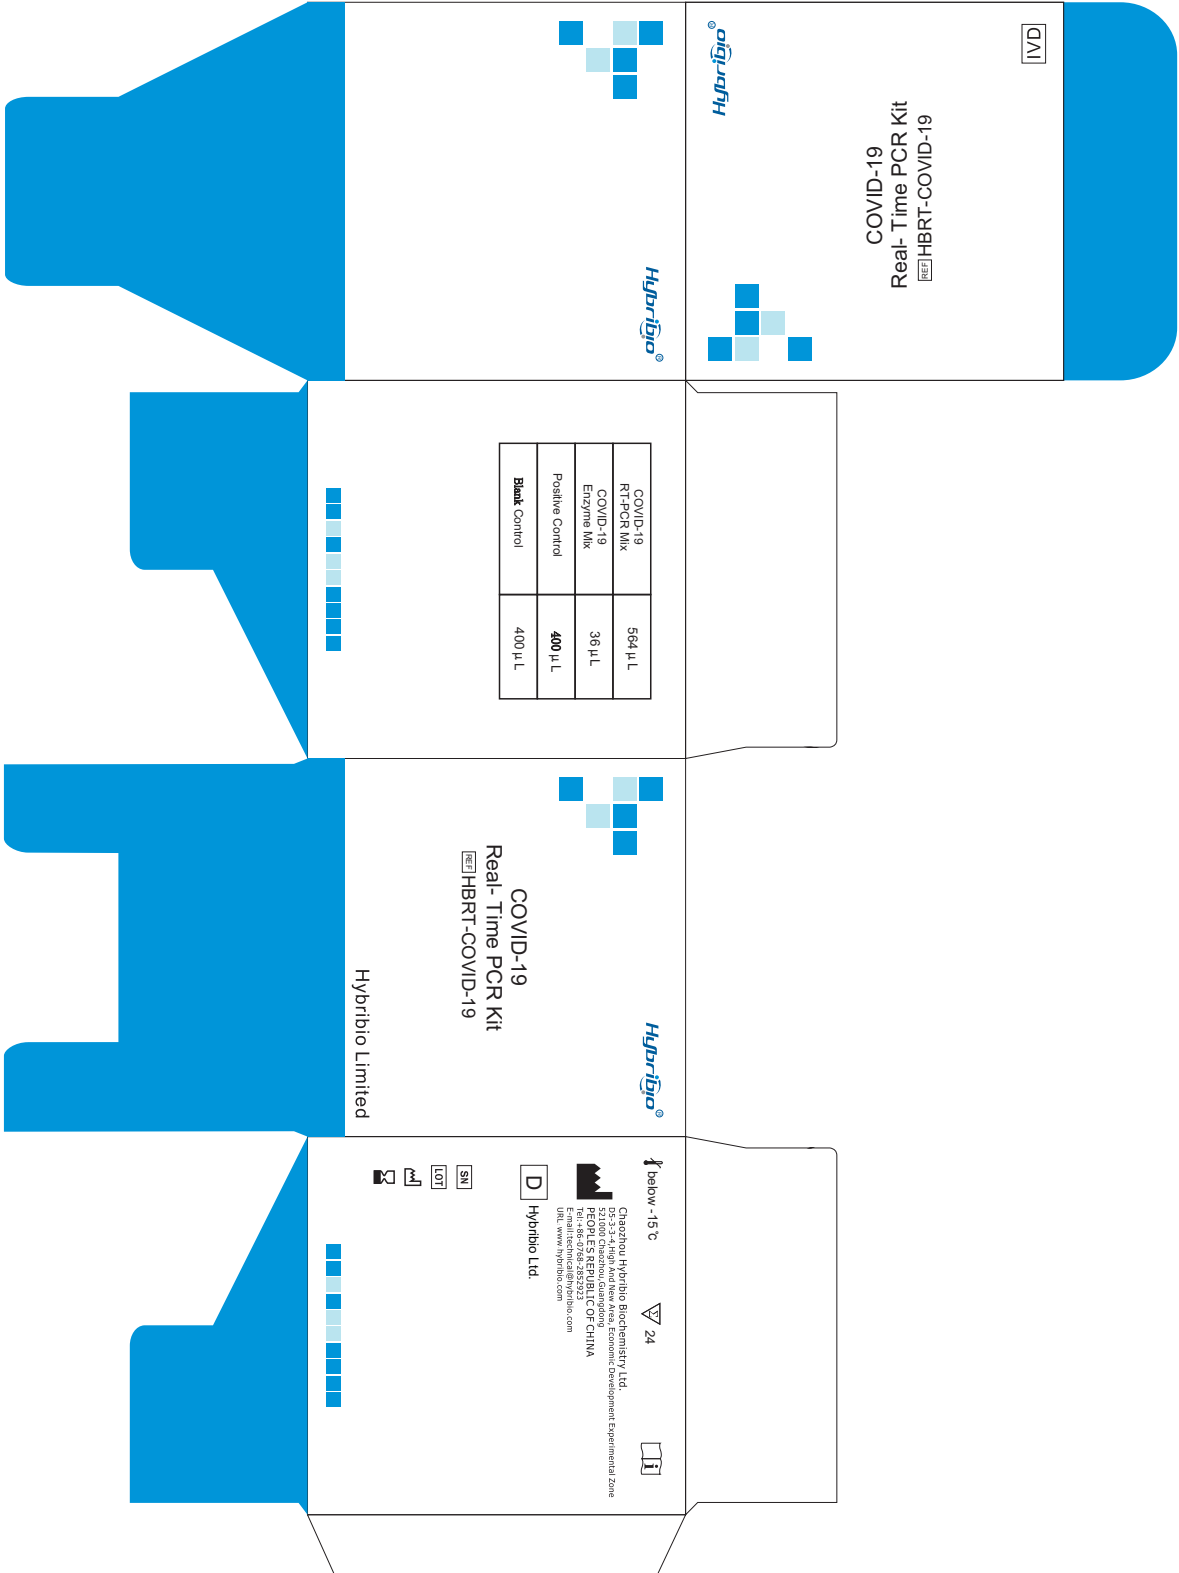 Hybribio®
IVD
COVID-19
Real- Time PCR Kit
REF HBRT-COVID-19
Hybribio®
COVID-19
RT-PCR Mix
564 μ L
COVID-19
Enzyme Mix
36 μ L
Positive Control
400 μ L
Blank Control
400 μ L
Hybribio®
COVID-19
Real- Time PCR Kit
REF HBRT-COVID-19
Hybribio Limited
below -15℃
Σ 24
i
Chaozhou Hybribio Biochemistry Ltd.
D5-3-3-4,High And New Area, Economic Development Experimental Zone
521000 Chaozhou,Guangdong
PEOPLE'S REPUBLIC OF CHINA
Tel:+86-0768-2852923
E-mail:technical@hybribio.com
URL:www.hybribio.com
D Hybribio Ltd.
SN
LOT